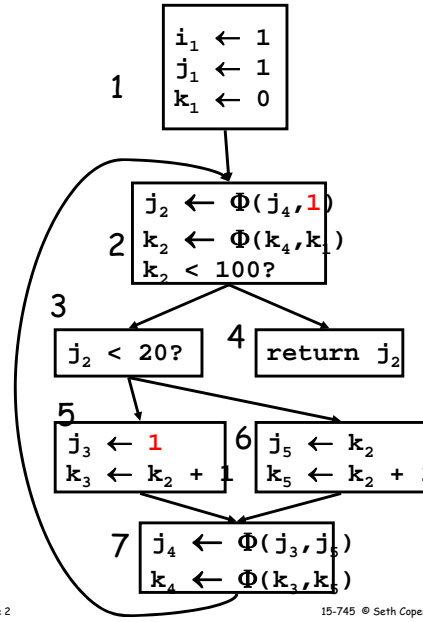 1
i₁ ← 1
j₁ ← 1
k₁ ← 0
2
j₂ ← Φ(j₄,1)
k₂ ← Φ(k₄,k₁)
k₂ < 100?
3
j₂ < 20?
4
return j₂
5
j₃ ← 1
k₃ ← k₂ + 1
6
j₅ ← k₂
k₅ ← k₂ +
7
j₄ ← Φ(j₃,j₅)
k₄ ← Φ(k₃,k₅)
2
15-745 © Seth Cope